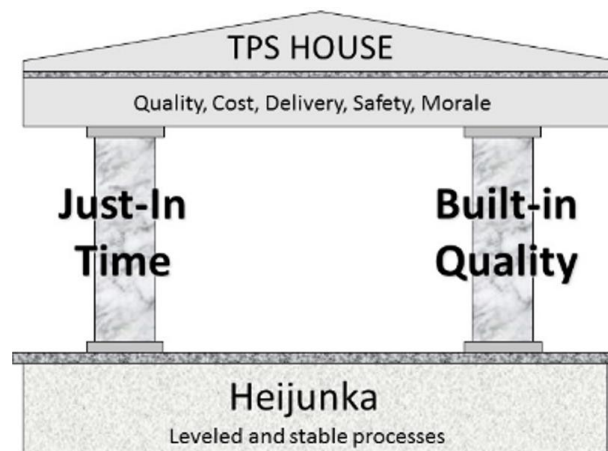 TPS HOUSE
Quality, Cost, Delivery, Safety, Morale
Just-In
Time
Built-in
Quality
Heijunka
Leveled and stable processes